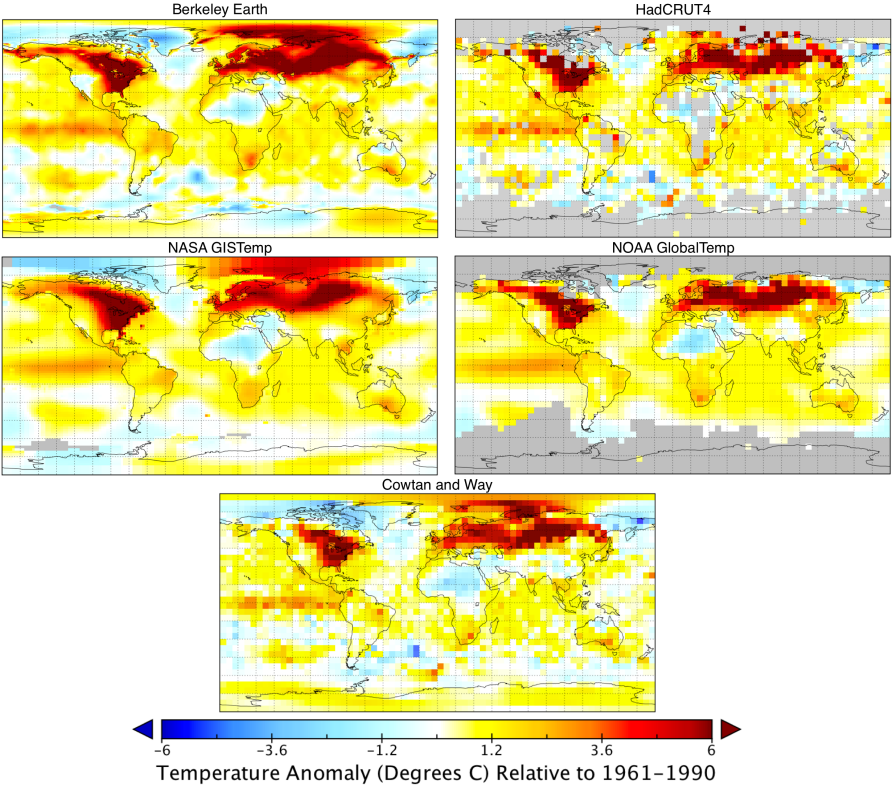 Berkeley Earth
HadCRUT4
NASA GISTemp
NOAA GlobalTemp
Cowtan and Way
-6 -3.6 -1.2 1.2 3.6 6
Temperature Anomaly (Degrees C) Relative to 1961-1990